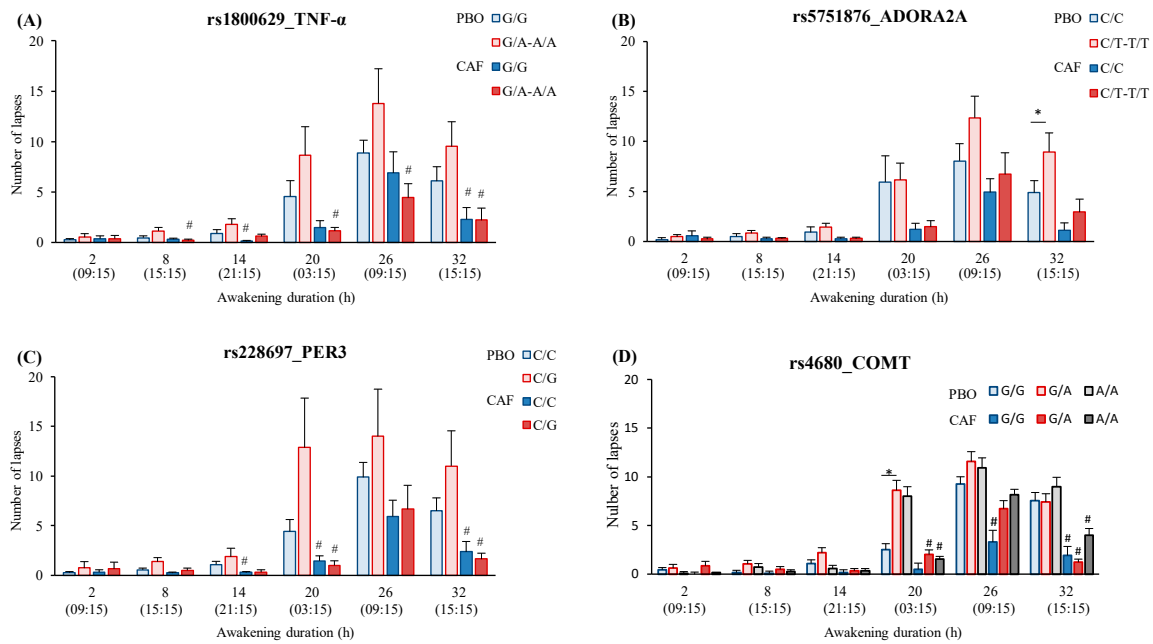 (A)
rs1800629_TNF-α
PBO G/G
G/A-A/A
CAF G/G
G/A-A/A
Number of lapses
20
15
10
5
0
# # # # # #
2 8 14 20 26 32
(09:15) (15:15) (21:15) (03:15) (09:15) (15:15)
Awakening duration (h)
(B)
rs5751876_ADORA2A
PBO C/C
C/T-T/T
CAF C/C
C/T-T/T
Number of lapses
20
15
10
5
0
*
2 8 14 20 26 32
(09:15) (15:15) (21:15) (03:15) (09:15) (15:15)
Awakening duration (h)
(C)
rs228697_PER3
PBO C/C
C/G
CAF C/C
C/G
Number of lapses
20
15
10
5
0
# # # # #
2 8 14 20 26 32
(09:15) (15:15) (21:15) (03:15) (09:15) (15:15)
Awakening duration (h)
(D)
rs4680_COMT
PBO G/G G/A A/A
CAF G/G G/A A/A
Nulber of lapses
20
15
10
5
0
* # # # # # #
2 8 14 20 26 32
(09:15) (15:15) (21:15) (03:15) (09:15) (15:15)
Awakening duration (h)